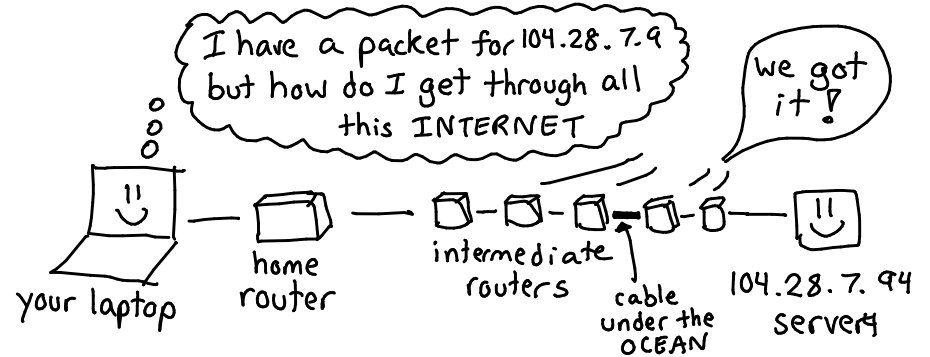 I have a packet for 104.28.7.9
but how do I get through all
this INTERNET
we got
it!
your laptop
home
router
intermediate
routers
cable
under the
OCEAN
104.28.7.94
server